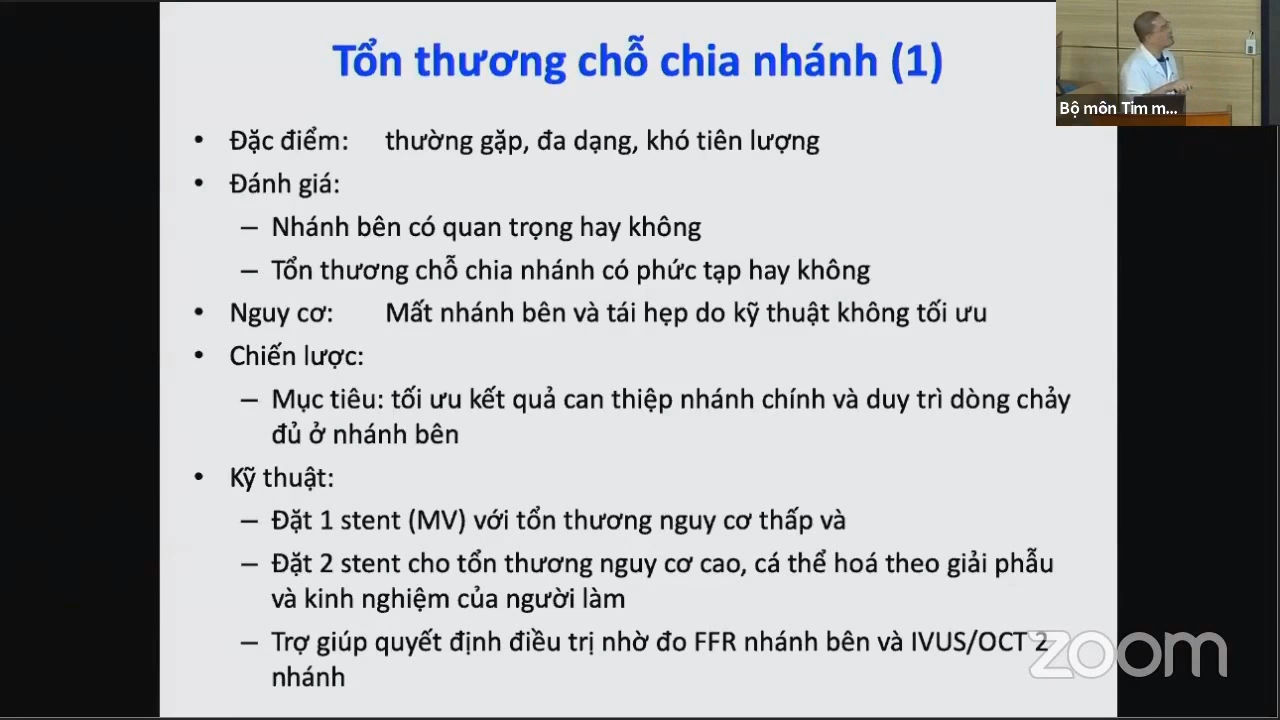 Tổn thương chỗ chia nhánh (1)
Bộ môn Tim m...
• Đặc điểm: thường gặp, đa dạng, khó tiên lượng
• Đánh giá:
– Nhánh bên có quan trọng hay không
– Tổn thương chỗ chia nhánh có phức tạp hay không
• Nguy cơ: Mất nhánh bên và tái hẹp do kỹ thuật không tối ưu
• Chiến lược:
– Mục tiêu: tối ưu kết quả can thiệp nhánh chính và duy trì dòng chảy
đủ ở nhánh bên
• Kỹ thuật:
– Đặt 1 stent (MV) với tổn thương nguy cơ thấp và
– Đặt 2 stent cho tổn thương nguy cơ cao, cá thể hoá theo giải phẫu
và kinh nghiệm của người làm
– Trợ giúp quyết định điều trị nhờ đo FFR nhánh bên và IVUS/OCT 2
nhánh
zoom